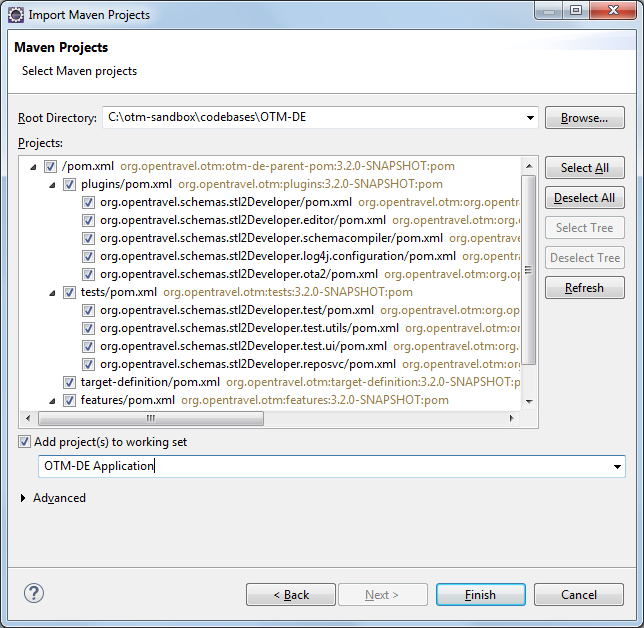 Import Maven Projects
Maven Projects
Select Maven projects
Root Directory: C:\otm-sandbox\codebases\OTM-DE Browse...
Projects:
/pom.xml org.opentravel.otm:otm-de-parent-pom:3.2.0-SNAPSHOT:pom
plugins/pom.xml org.opentravel.otm:plugins:3.2.0-SNAPSHOT:pom
org.opentravel.schemas.stl2Developer/pom.xml org.opentravel.otm:org.opent
org.opentravel.schemas.stl2Developer.editor/pom.xml org.opentravel.otm:org.
org.opentravel.schemas.stl2Developer.schemacompiler/pom.xml org.opentra
org.opentravel.schemas.stl2Developer.log4j.configuration/pom.xml org.open
org.opentravel.schemas.stl2Developer.ota2/pom.xml org.opentravel.otm:org.o
tests/pom.xml org.opentravel.otm:tests:3.2.0-SNAPSHOT:pom
org.opentravel.schemas.stl2Developer.test/pom.xml org.opentravel.otm:org.o
org.opentravel.schemas.stl2Developer.test.utils/pom.xml org.opentravel.otm:o
org.opentravel.schemas.stl2Developer.test.ui/pom.xml org.opentravel.otm:org.
org.opentravel.schemas.stl2Developer.reposvc/pom.xml org.opentravel.otm:or
target-definition/pom.xml org.opentravel.otm:target-definition:3.2.0-SNAPSHOT:p
features/pom.xml org.opentravel.otm:features:3.2.0-SNAPSHOT:pom
Select All
Deselect All
Select Tree
Deselect Tree
Refresh
Add project(s) to working set
OTM-DE Application
Advanced
?
< Back Next > Finish Cancel